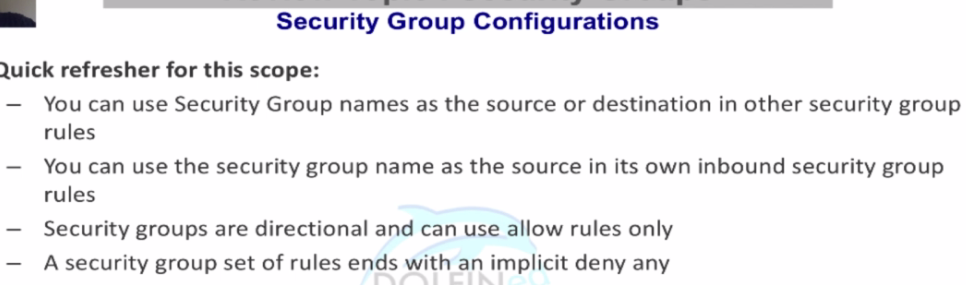 Security Group Configurations
Quick refresher for this scope:
– You can use Security Group names as the source or destination in other security group
rules
– You can use the security group name as the source in its own inbound security group
rules
– Security groups are directional and can use allow rules only
– A security group set of rules ends with an implicit deny any